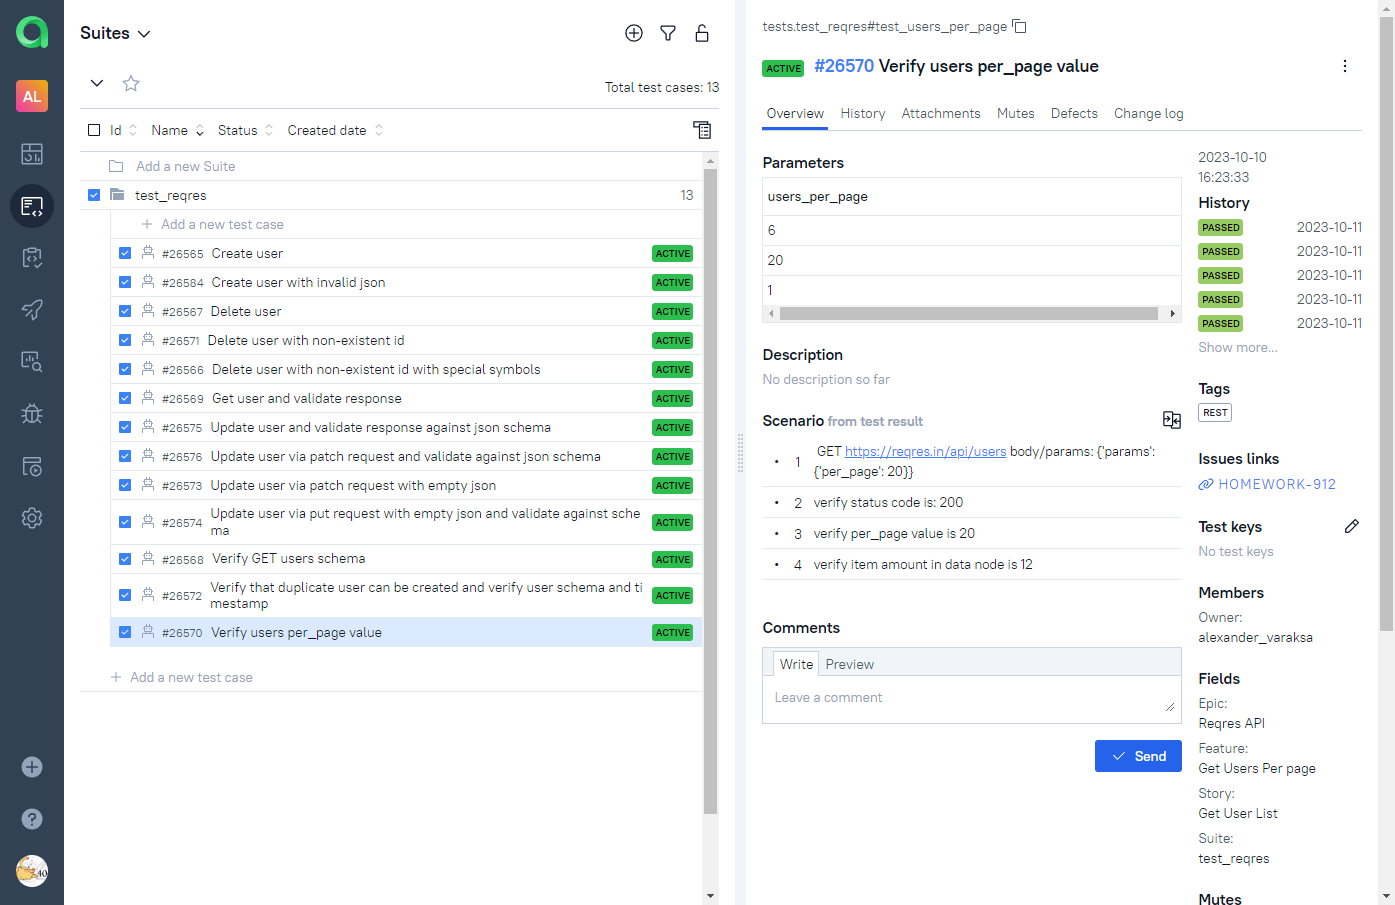 Suites
AL
Total test cases: 13
Id Name Status Created date
Add a new Suite
test_reqres 13
Add a new test case
#26565 Create user ACTIVE
#26584 Create user with invalid json ACTIVE
#26567 Delete user ACTIVE
#26571 Delete user with non-existent id ACTIVE
#26566 Delete user with non-existent id with special symbols ACTIVE
#26569 Get user and validate response ACTIVE
#26575 Update user and validate response against json schema ACTIVE
#26576 Update user via patch request and validate against json schema ACTIVE
#26573 Update user via patch request with empty json ACTIVE
#26574 Update user via put request with empty json and validate against sche
ma ACTIVE
#26568 Verify GET users schema ACTIVE
#26572 Verify that duplicate user can be created and verify user schema and ti
mestamp ACTIVE
#26570 Verify users per_page value ACTIVE
Add a new test case
tests.test_reqres#test_users_per_page
ACTIVE #26570 Verify users per_page value
Overview History Attachments Mutes Defects Change log
Parameters
users_per_page
6
20
1
Description
No description so far
Scenario from test result
1 GET https://reqres.in/api/users body/params: {'params':
{'per_page': 20}}
2 verify status code is: 200
3 verify per_page value is 20
4 verify item amount in data node is 12
Comments
Write Preview
Leave a comment
Send
2023-10-10
16:23:33
History
PASSED 2023-10-11
PASSED 2023-10-11
PASSED 2023-10-11
PASSED 2023-10-11
PASSED 2023-10-11
Show more...
Tags
REST
Issues links
HOMEWORK-912
Test keys
No test keys
Members
Owner:
alexander_varaksa
Fields
Epic:
Reqres API
Feature:
Get Users Per page
Story:
Get User List
Suite:
test_reqres
Mutes